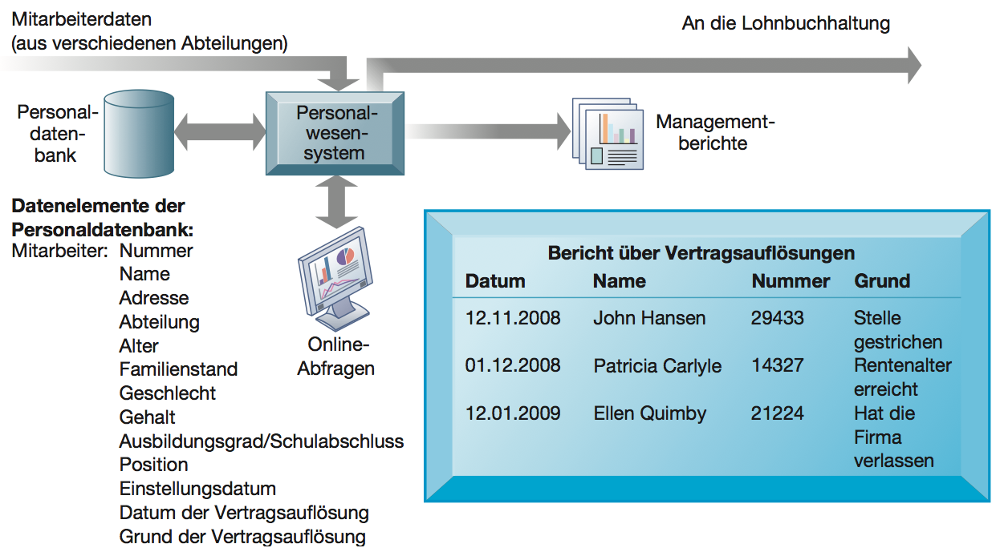 Mitarbeiterdaten
(aus verschiedenen Abteilungen)
An die Lohnbuchhaltung
Personal-
daten-
bank
Personal-
wesen-
system
Management-
berichte
Datenelemente der
Personaldatenbank:
Mitarbeiter: Nummer
Name
Adresse
Abteilung
Alter
Familienstand
Geschlecht
Gehalt
Ausbildungsgrad/Schulabschluss
Position
Einstellungsdatum
Datum der Vertragsauflösung
Grund der Vertragsauflösung
Online-
Abfragen
Bericht über Vertragsauflösungen
Datum Name Nummer Grund
12.11.2008 John Hansen 29433 Stelle
gestrichen
01.12.2008 Patricia Carlyle 14327 Rentenalter
erreicht
12.01.2009 Ellen Quimby 21224 Hat die
Firma
verlassen